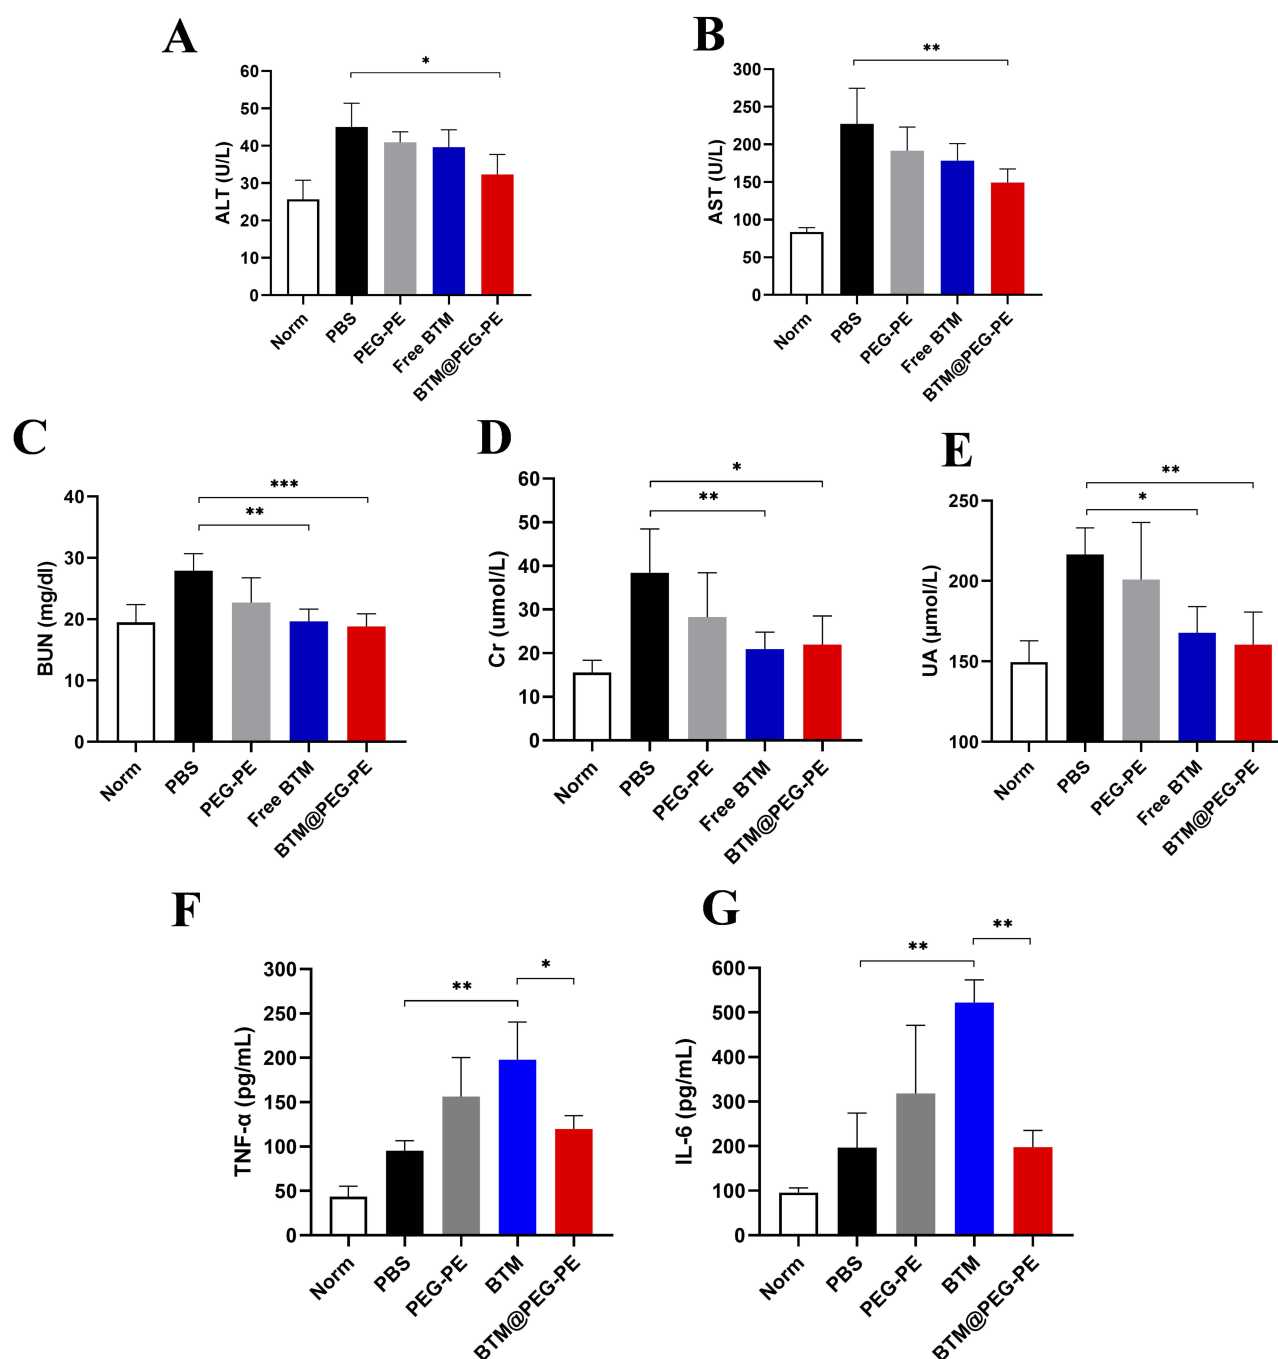 A
*
60
50
40
30
20
10
0
ALT (U/L)
Norm
PBS
PEG-PE
Free BTM
BTM@PEG-PE
B
**
300
250
200
150
100
50
0
AST (U/L)
Norm
PBS
PEG-PE
Free BTM
BTM@PEG-PE
C
***
**
40
30
20
10
0
BUN (mg/dl)
Norm
PBS
PEG-PE
Free BTM
BTM@PEG-PE
D
*
**
60
50
40
30
20
10
0
Cr (umol/L)
Norm
PBS
PEG-PE
Free BTM
BTM@PEG-PE
E
**
*
250
200
150
100
UA (μmol/L)
Norm
PBS
PEG-PE
Free BTM
BTM@PEG-PE
F
*
**
300
250
200
150
100
50
0
TNF-α (pg/mL)
Norm
PBS
PEG-PE
BTM
BTM@PEG-PE
G
**
**
600
500
400
300
200
100
0
IL-6 (pg/mL)
Norm
PBS
PEG-PE
BTM
BTM@PEG-PE